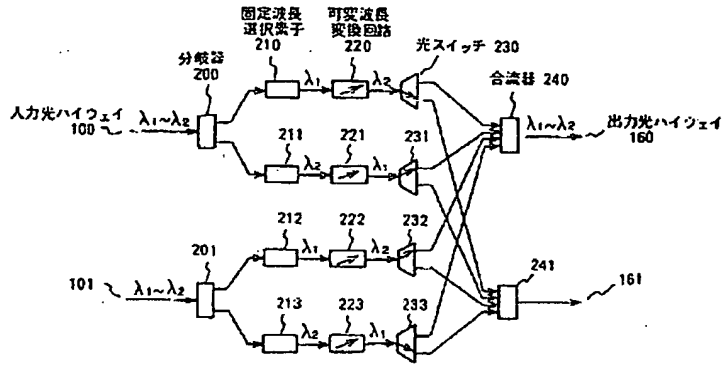 固定波長
選択素子
210
可変波長
変換回路
220
光スイッチ 230
分岐器
200
合流器 240
入力光ハイウェイ
100
λ1~λ2
λ1
λ2
λ1~λ2
出力光ハイウェイ
160
211
221
231
λ2
λ1
212
222
232
201
λ1
λ2
241
161
101
λ1~λ2
213
223
233
λ2
λ1